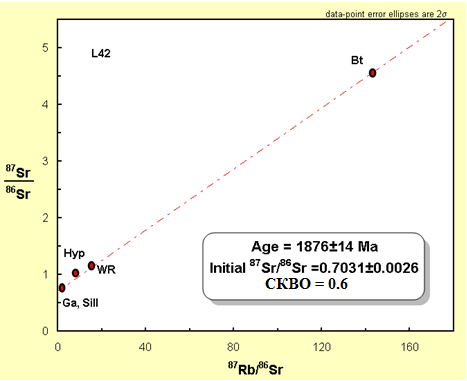 data-point error ellipses are 2σ
L42
Bt
Hyp
WR
Ga, Sill
Age = 1876±14 Ma
Initial ⁸⁷Sr/⁸⁶Sr =0.7031±0.0026
СКВО = 0.6
⁸⁷Sr
⁸⁶Sr
5
4
3
2
1
0
0 40 80 120 160
⁸⁷Rb/⁸⁶Sr